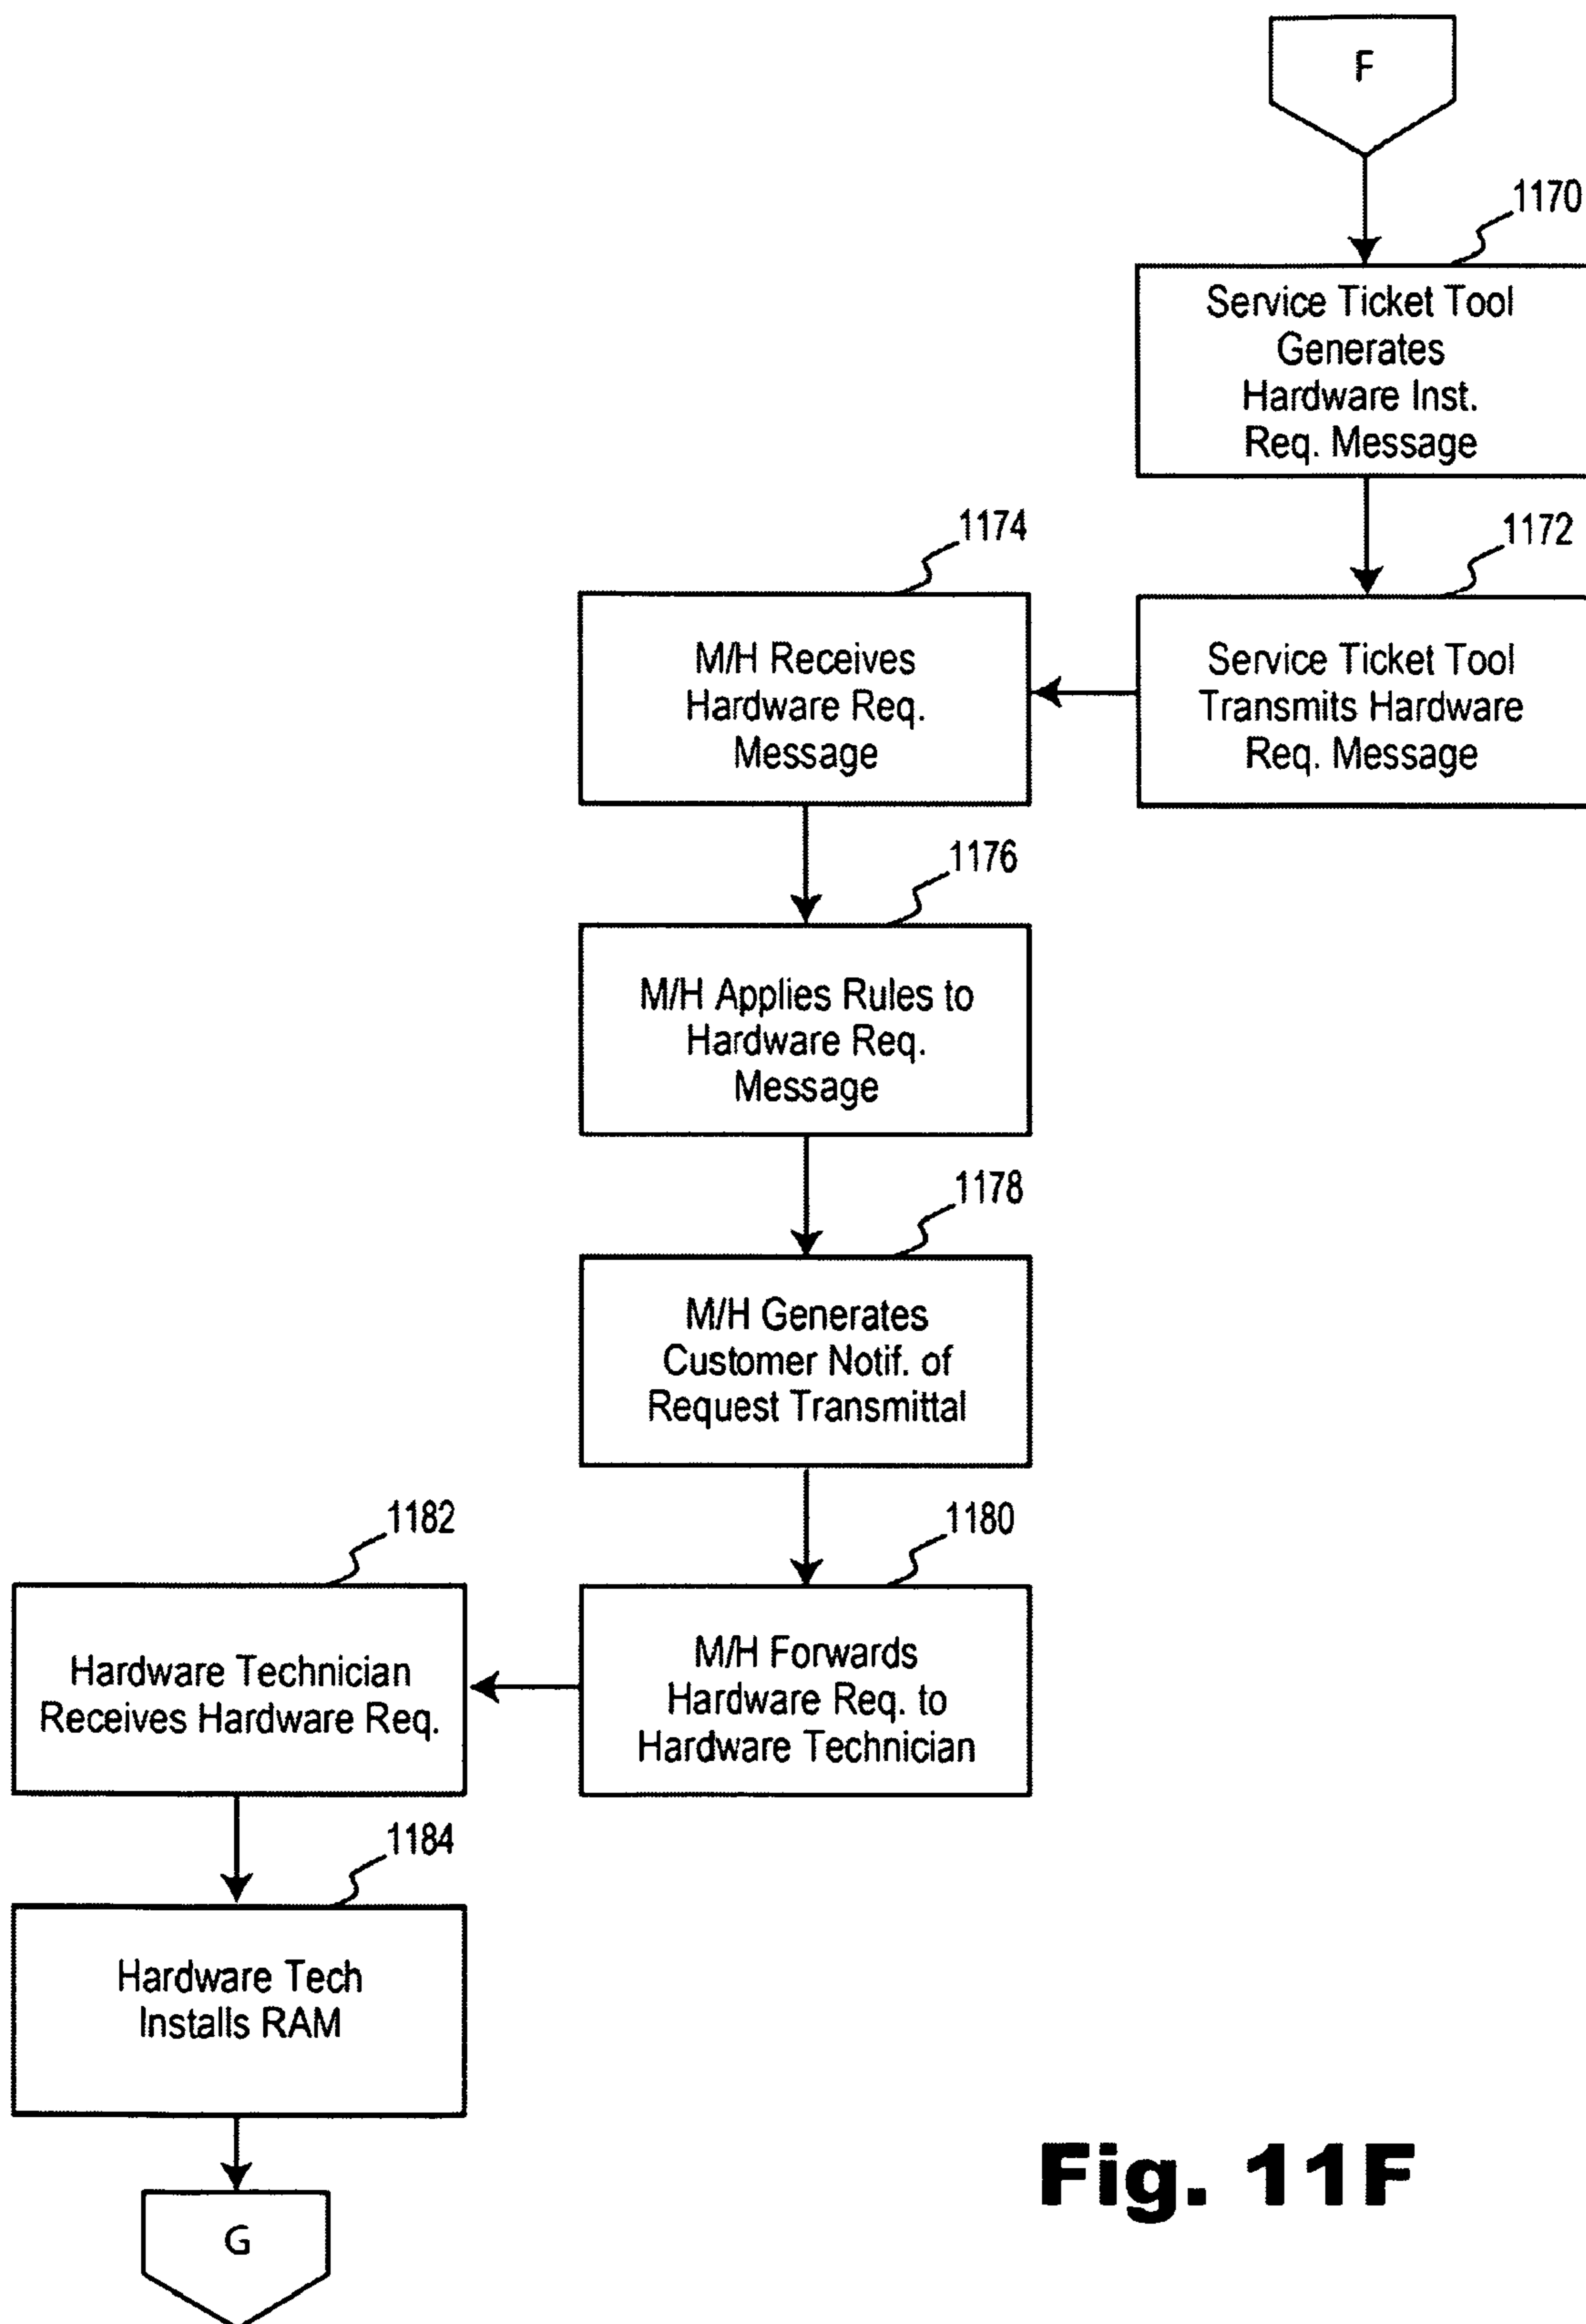 F
1170
Service Ticket Tool
Generates
Hardware Inst.
Req. Message
1172
Service Ticket Tool
Transmits Hardware
Req. Message
1174
M/H Receives
Hardware Req.
Message
1176
M/H Applies Rules to
Hardware Req.
Message
1178
M/H Generates
Customer Notif. of
Request Transmittal
1180
M/H Forwards
Hardware Req. to
Hardware Technician
1182
Hardware Technician
Receives Hardware Req.
1184
Hardware Tech
Installs RAM
G
Fig. 11F